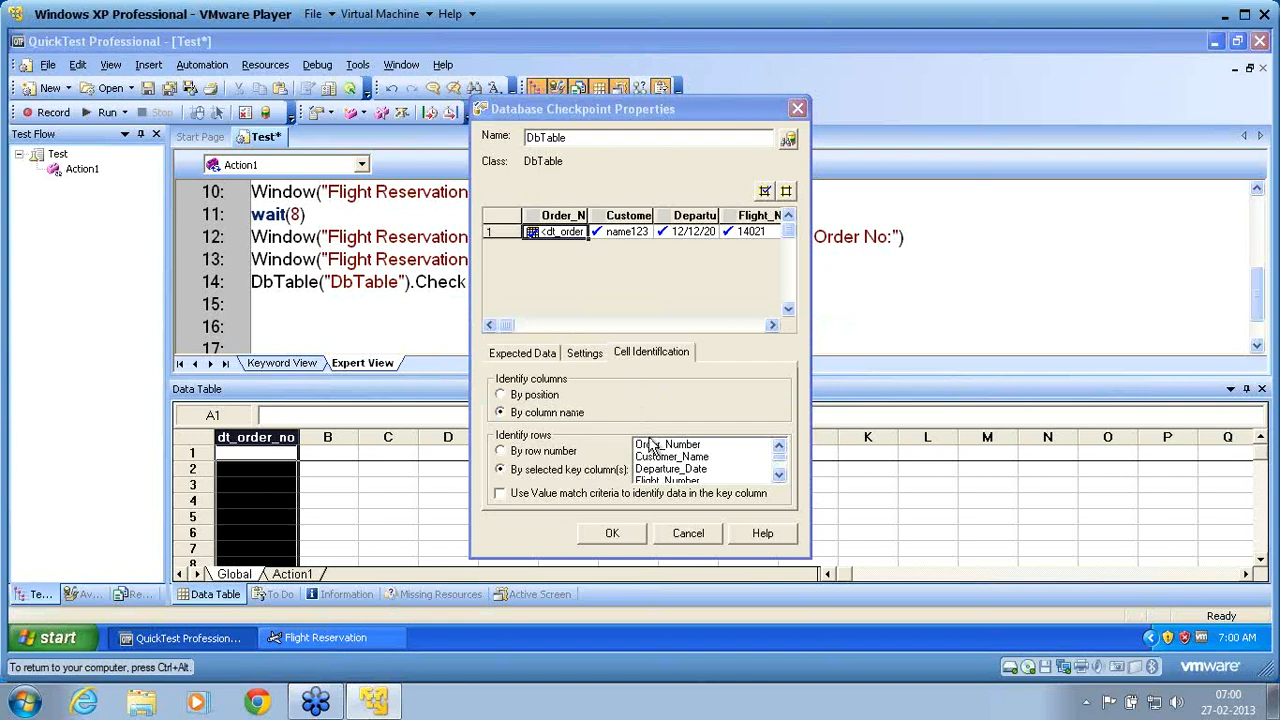 Windows XP Professional - VMware Player File Virtual Machine Help
QuickTest Professional - [Test*]
File Edit View Insert Automation Resources Debug Tools Window Help
New Open
Record Run Stop
Test Flow
Start Page Test*
Test
Action1
Action1
10: Window("Flight Reservation
11: wait(8)
12: Window("Flight Reservation Order No:")
13: Window("Flight Reservation
14: DbTable("DbTable").Check
15:
16:
17:
Keyword View Expert View
Database Checkpoint Properties
Name: DbTable
Class: DbTable
Order_N Custome Departu Flight_N
1 <dt_order name123 12/12/20 14021
Expected Data Settings Cell Identification
Identify columns
By position
By column name
Identify rows
By row number
By selected key column(s):
Order_Number
Customer_Name
Departure_Date
Flight_Number
Use Value match criteria to identify data in the key column
OK Cancel Help
Data Table
A1
dt_order_no B C D K L M N O P
1
2
3
4
5
6
7
8
Global Action1
Te... Av... Re... Data Table To Do Information Missing Resources Active Screen
Ready
start QuickTest Profession... Flight Reservation 7:00 AM
To return to your computer, press Ctrl+Alt. vmware
07:00
27-02-2013